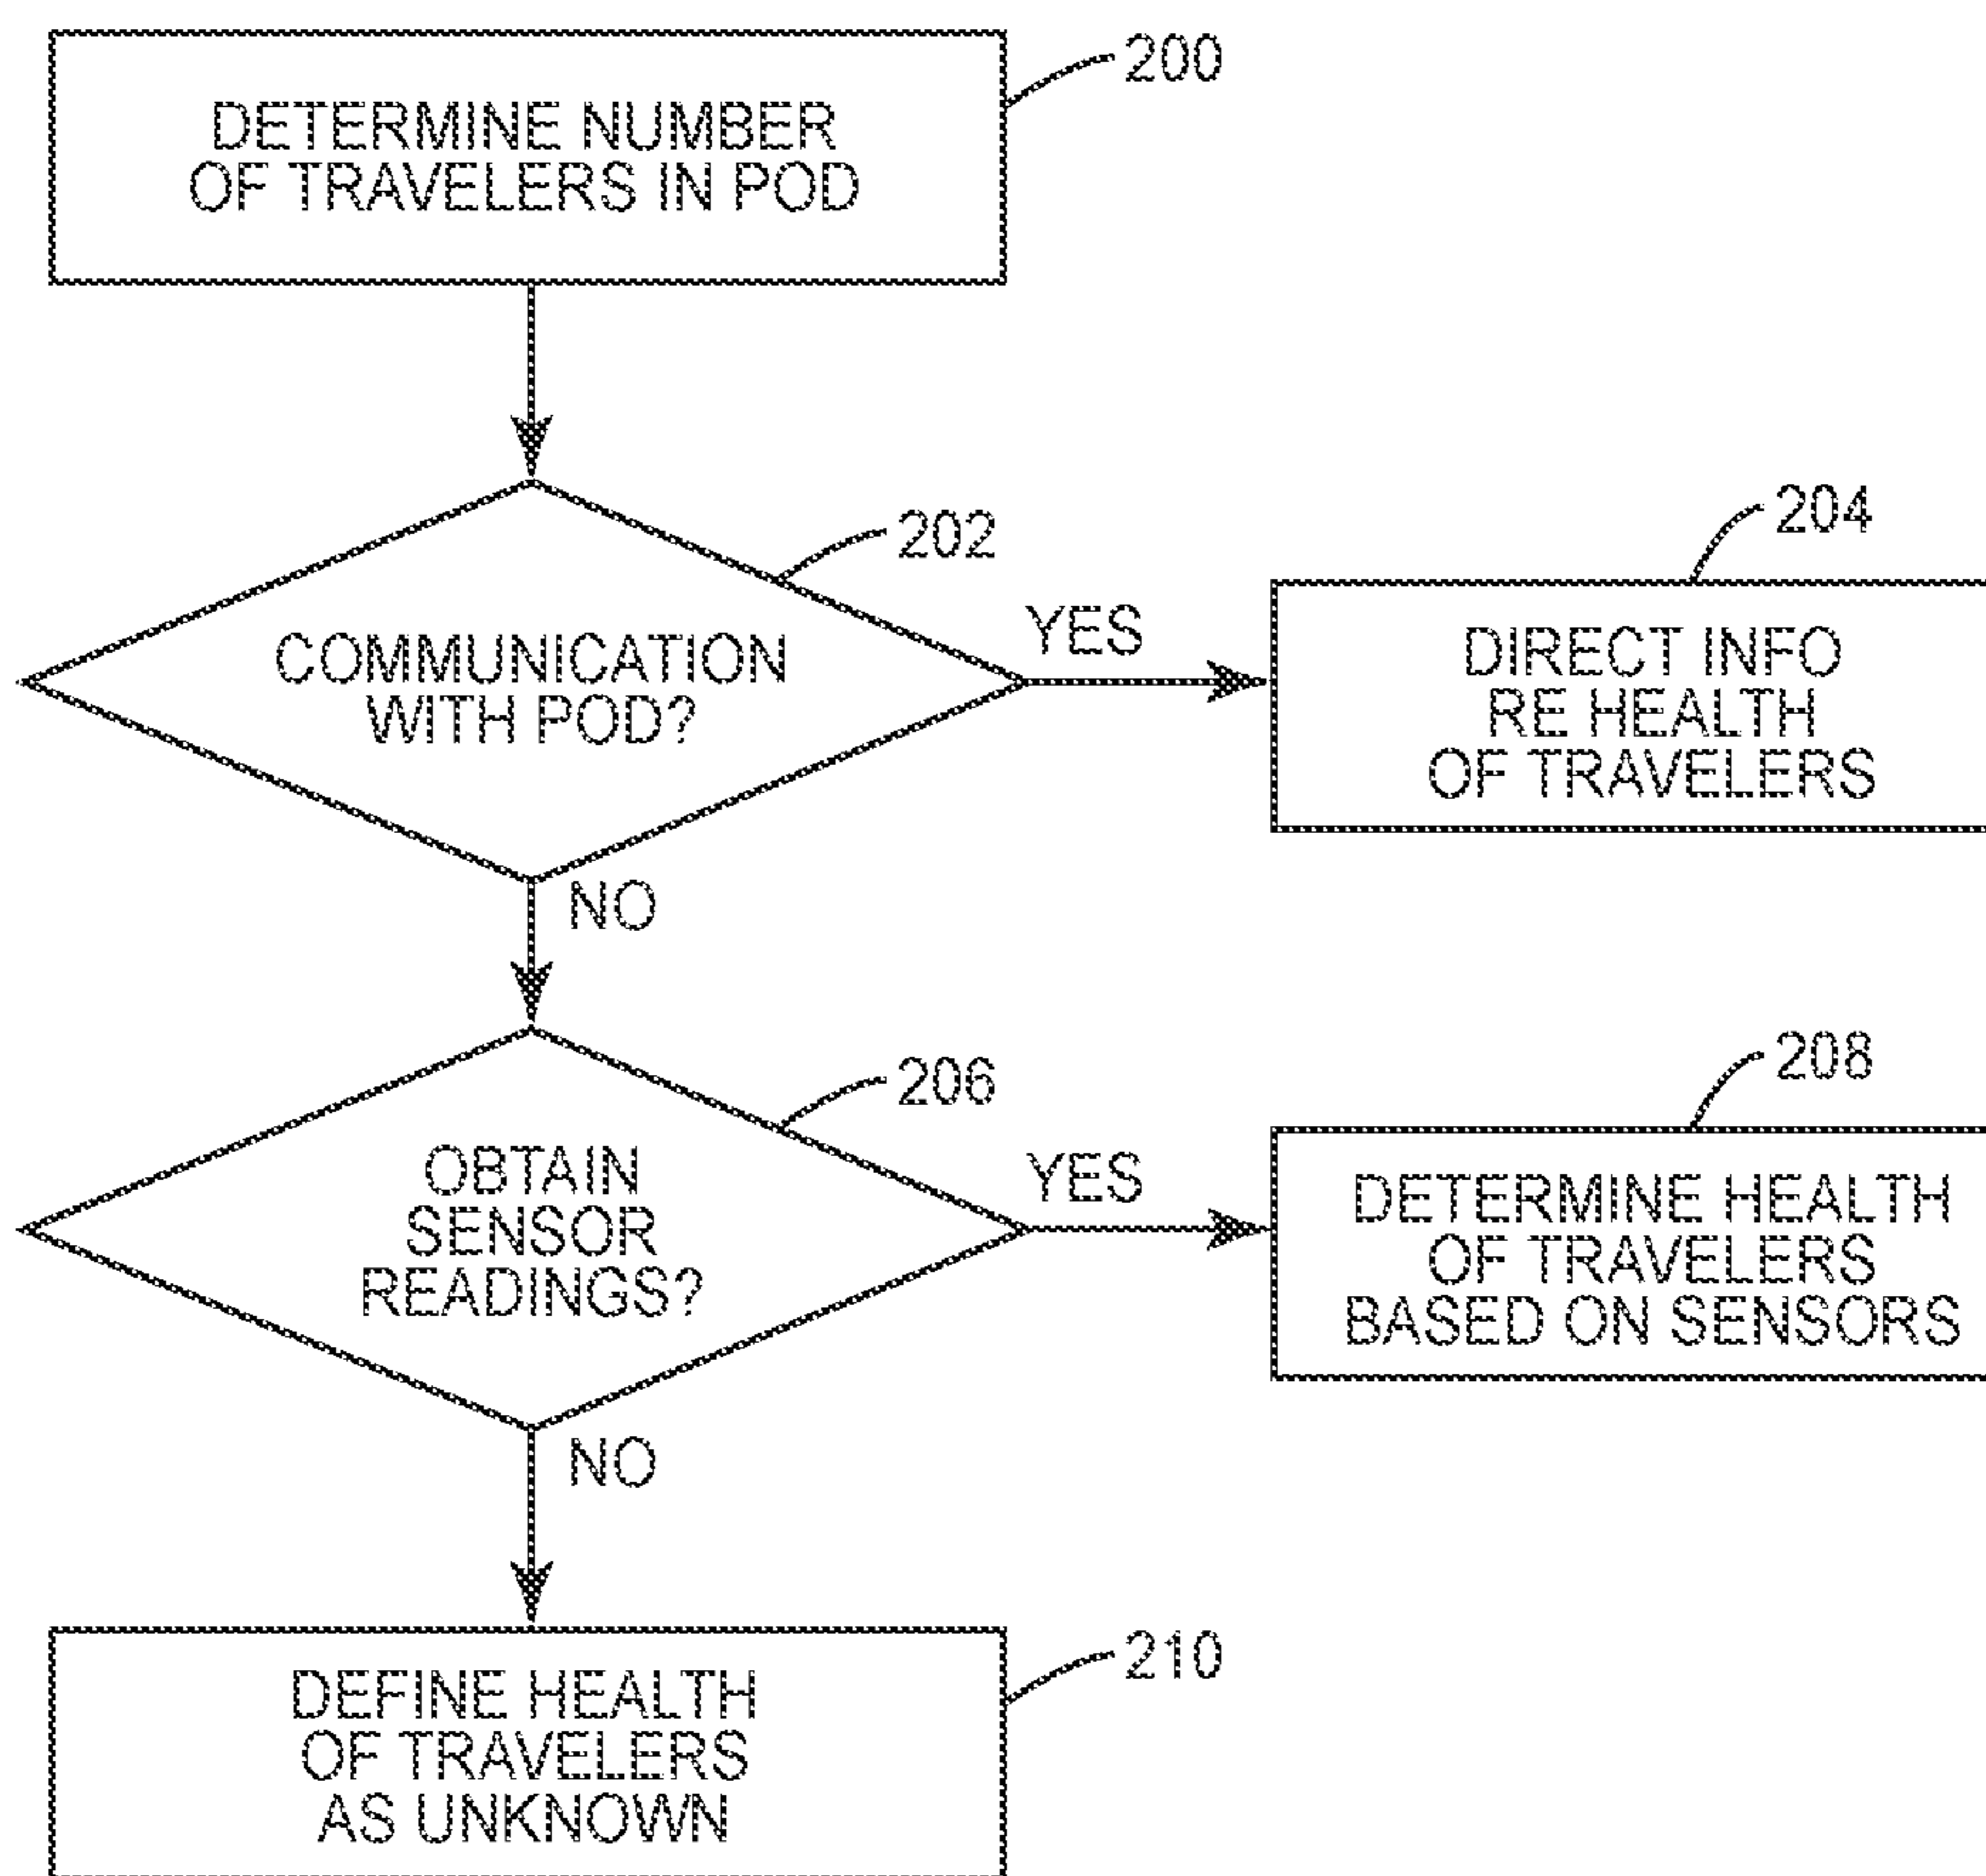 200
DETERMINE NUMBER
OF TRAVELERS IN POD
202
COMMUNICATION
WITH POD?
YES
204
DIRECT INFO
RE HEALTH
OF TRAVELERS
NO
206
OBTAIN
SENSOR
READINGS?
YES
208
DETERMINE HEALTH
OF TRAVELERS
BASED ON SENSORS
NO
210
DEFINE HEALTH
OF TRAVELERS
AS UNKNOWN